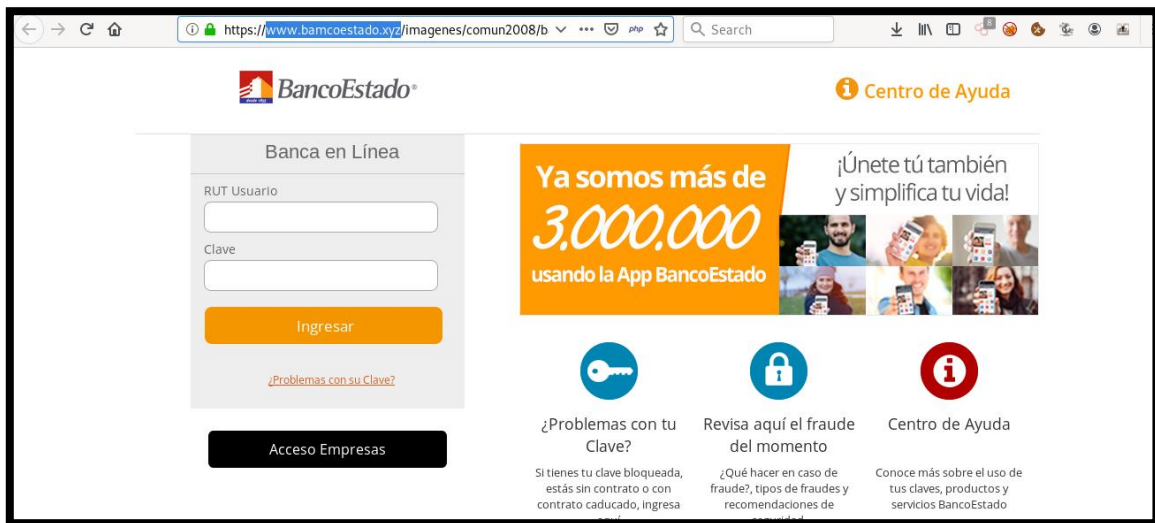 https://www.bamcoestado.xyz/imagenes/comun2008/b
php
Search
8
BancoEstado®
Centro de Ayuda
Banca en Línea
RUT Usuario
Clave
Ingresar
¿Problemas con su Clave?
Acceso Empresas
Ya somos más de
3.000.000
usando la App BancoEstado
¡Únete tú también
y simplifica tu vida!
¿Problemas con tu
Clave?
Si tienes tu clave bloqueada,
estás sin contrato o con
contrato caducado, ingresa
Revisa aquí el fraude
del momento
¿Qué hacer en caso de
fraude?, tipos de fraudes y
recomendaciones de
Centro de Ayuda
Conoce más sobre el uso de
tus claves, productos y
servicios BancoEstado